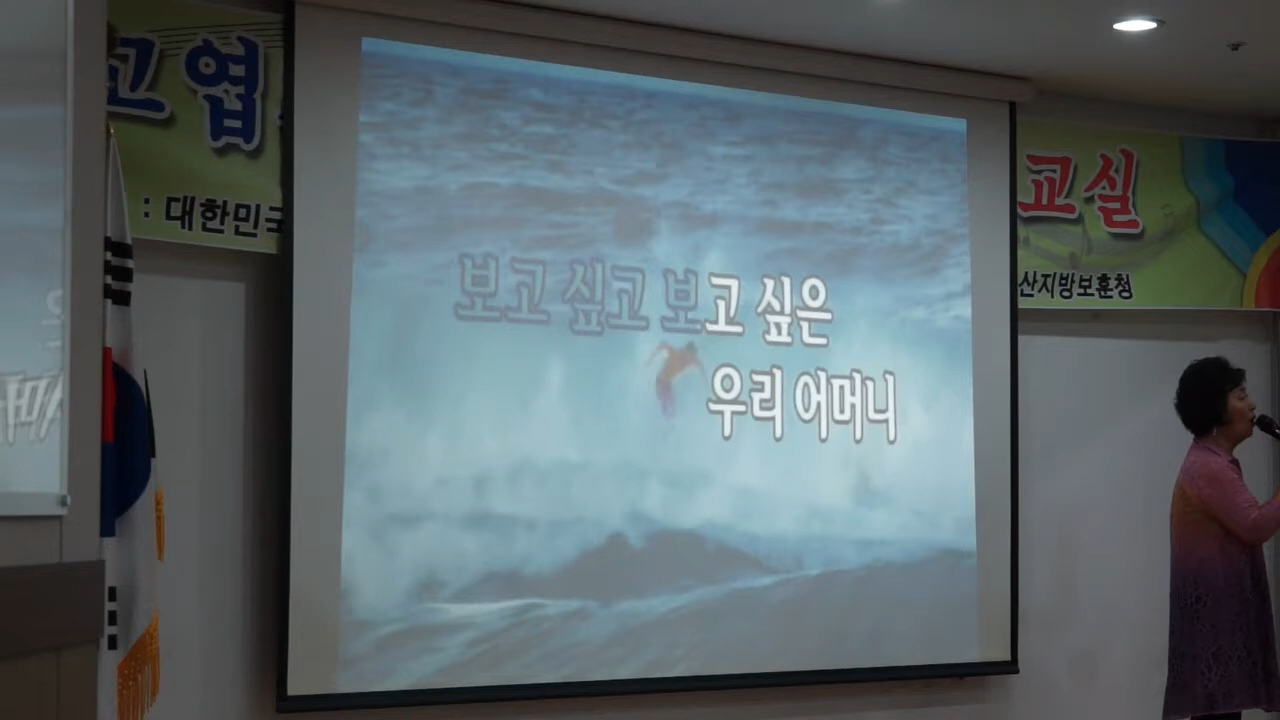 고엽
: 대한민국
보고 싶고 보고 싶은
우리 어머니
교실
산지방보훈청